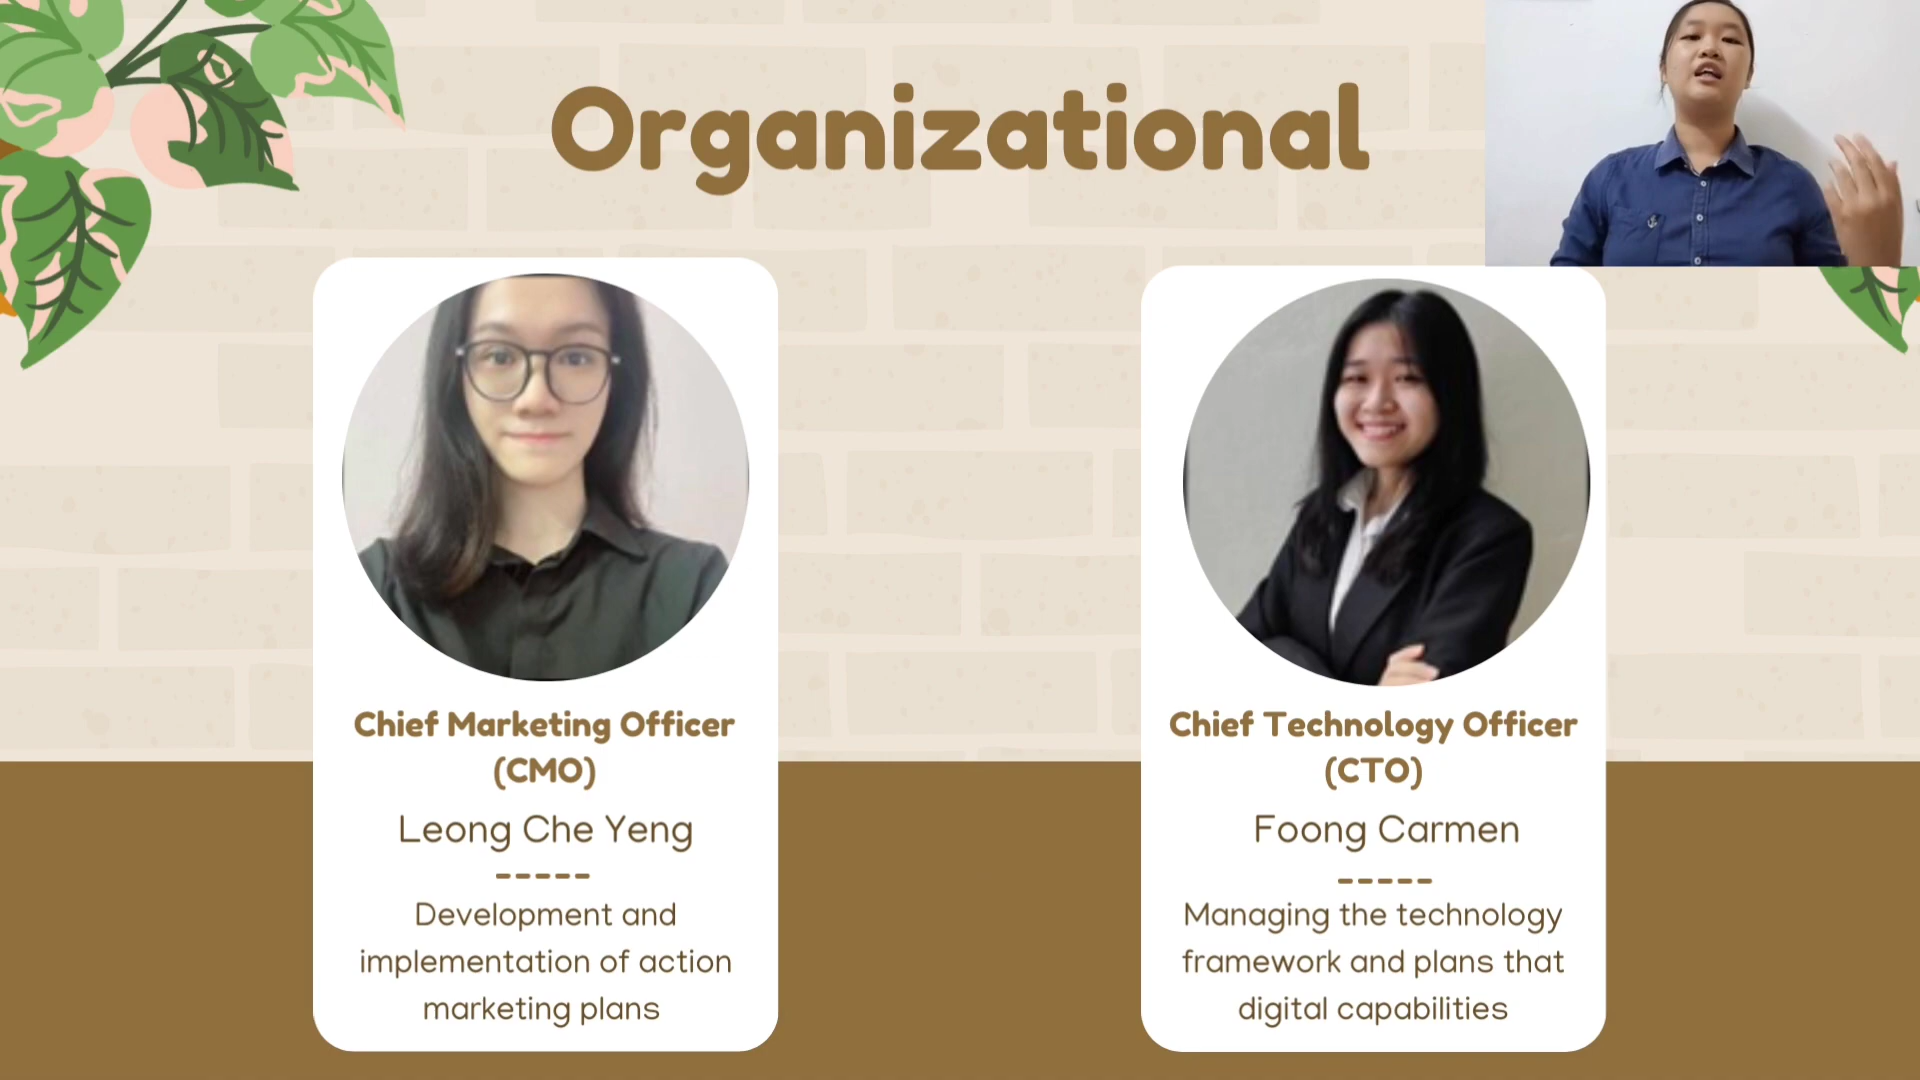 Organizational
Chief Marketing Officer
(CMO)
Leong Che Yeng
-----
Development and
implementation of action
marketing plans
Chief Technology Officer
(CTO)
Foong Carmen
-----
Managing the technology
framework and plans that
digital capabilities